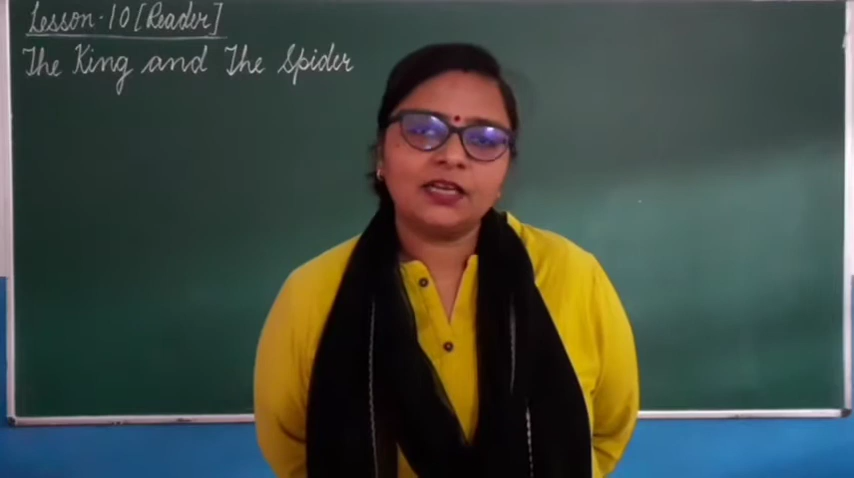 Lesson-10 [Reader]
The King and The Spider